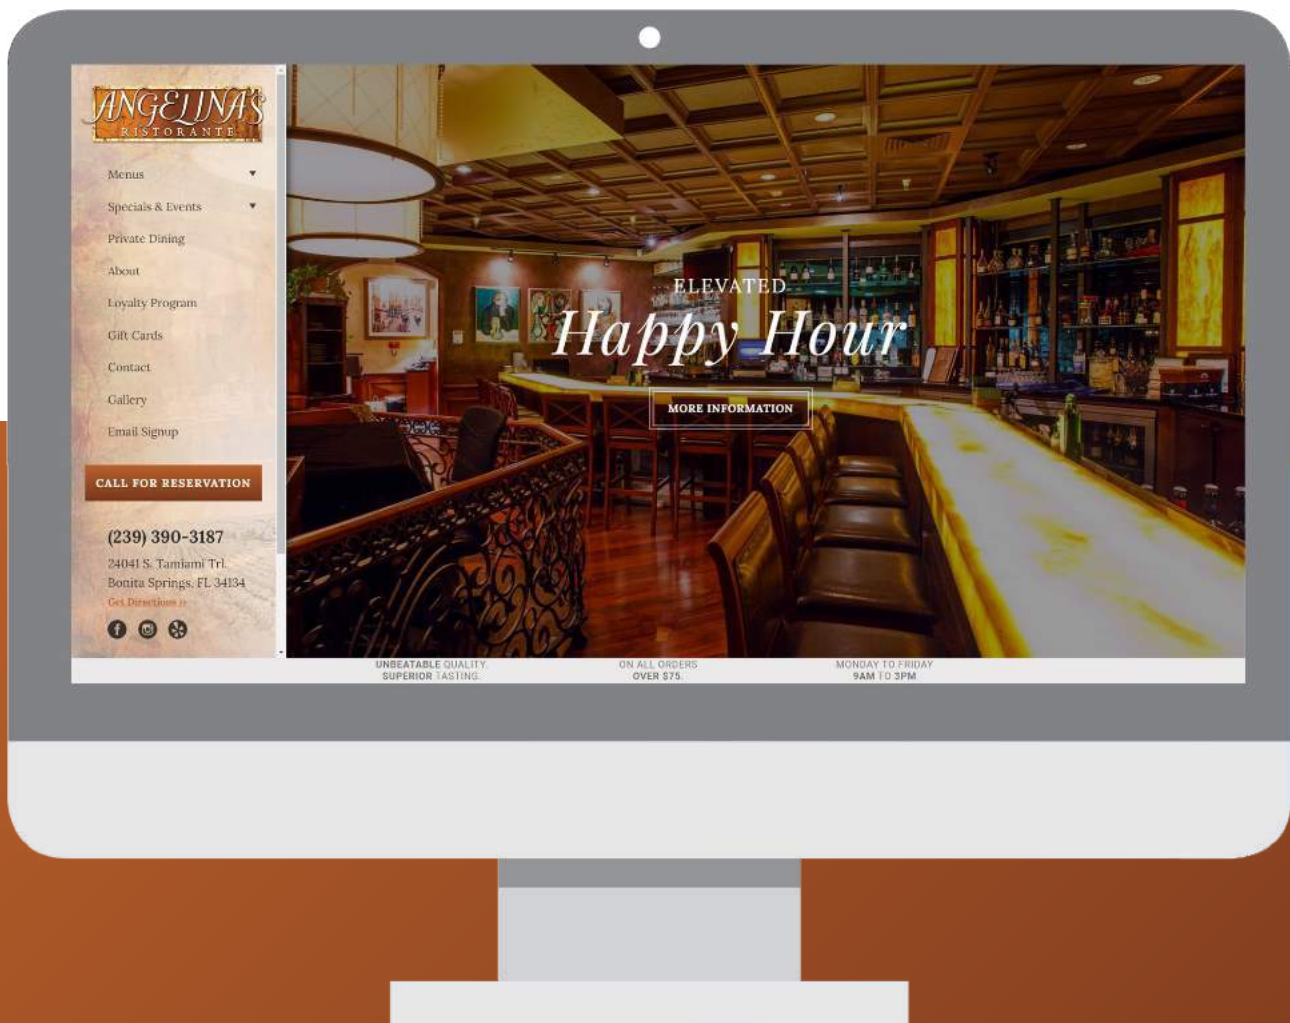 ANGELINA'S
RISTORANTE
Menus
Specials & Events
Private Dining
About
Loyalty Program
Gift Cards
Contact
Gallery
Email Signup
CALL FOR RESERVATION
(239) 390-3187
24041 S. Tamiami Trl.
Bonita Springs, FL 34134
Get Directions »
ELEVATED
Happy Hour
MORE INFORMATION
UNBEATABLE QUALITY.
SUPERIOR TASTING.
ON ALL ORDERS
OVER $75.
MONDAY TO FRIDAY
9AM TO 3PM